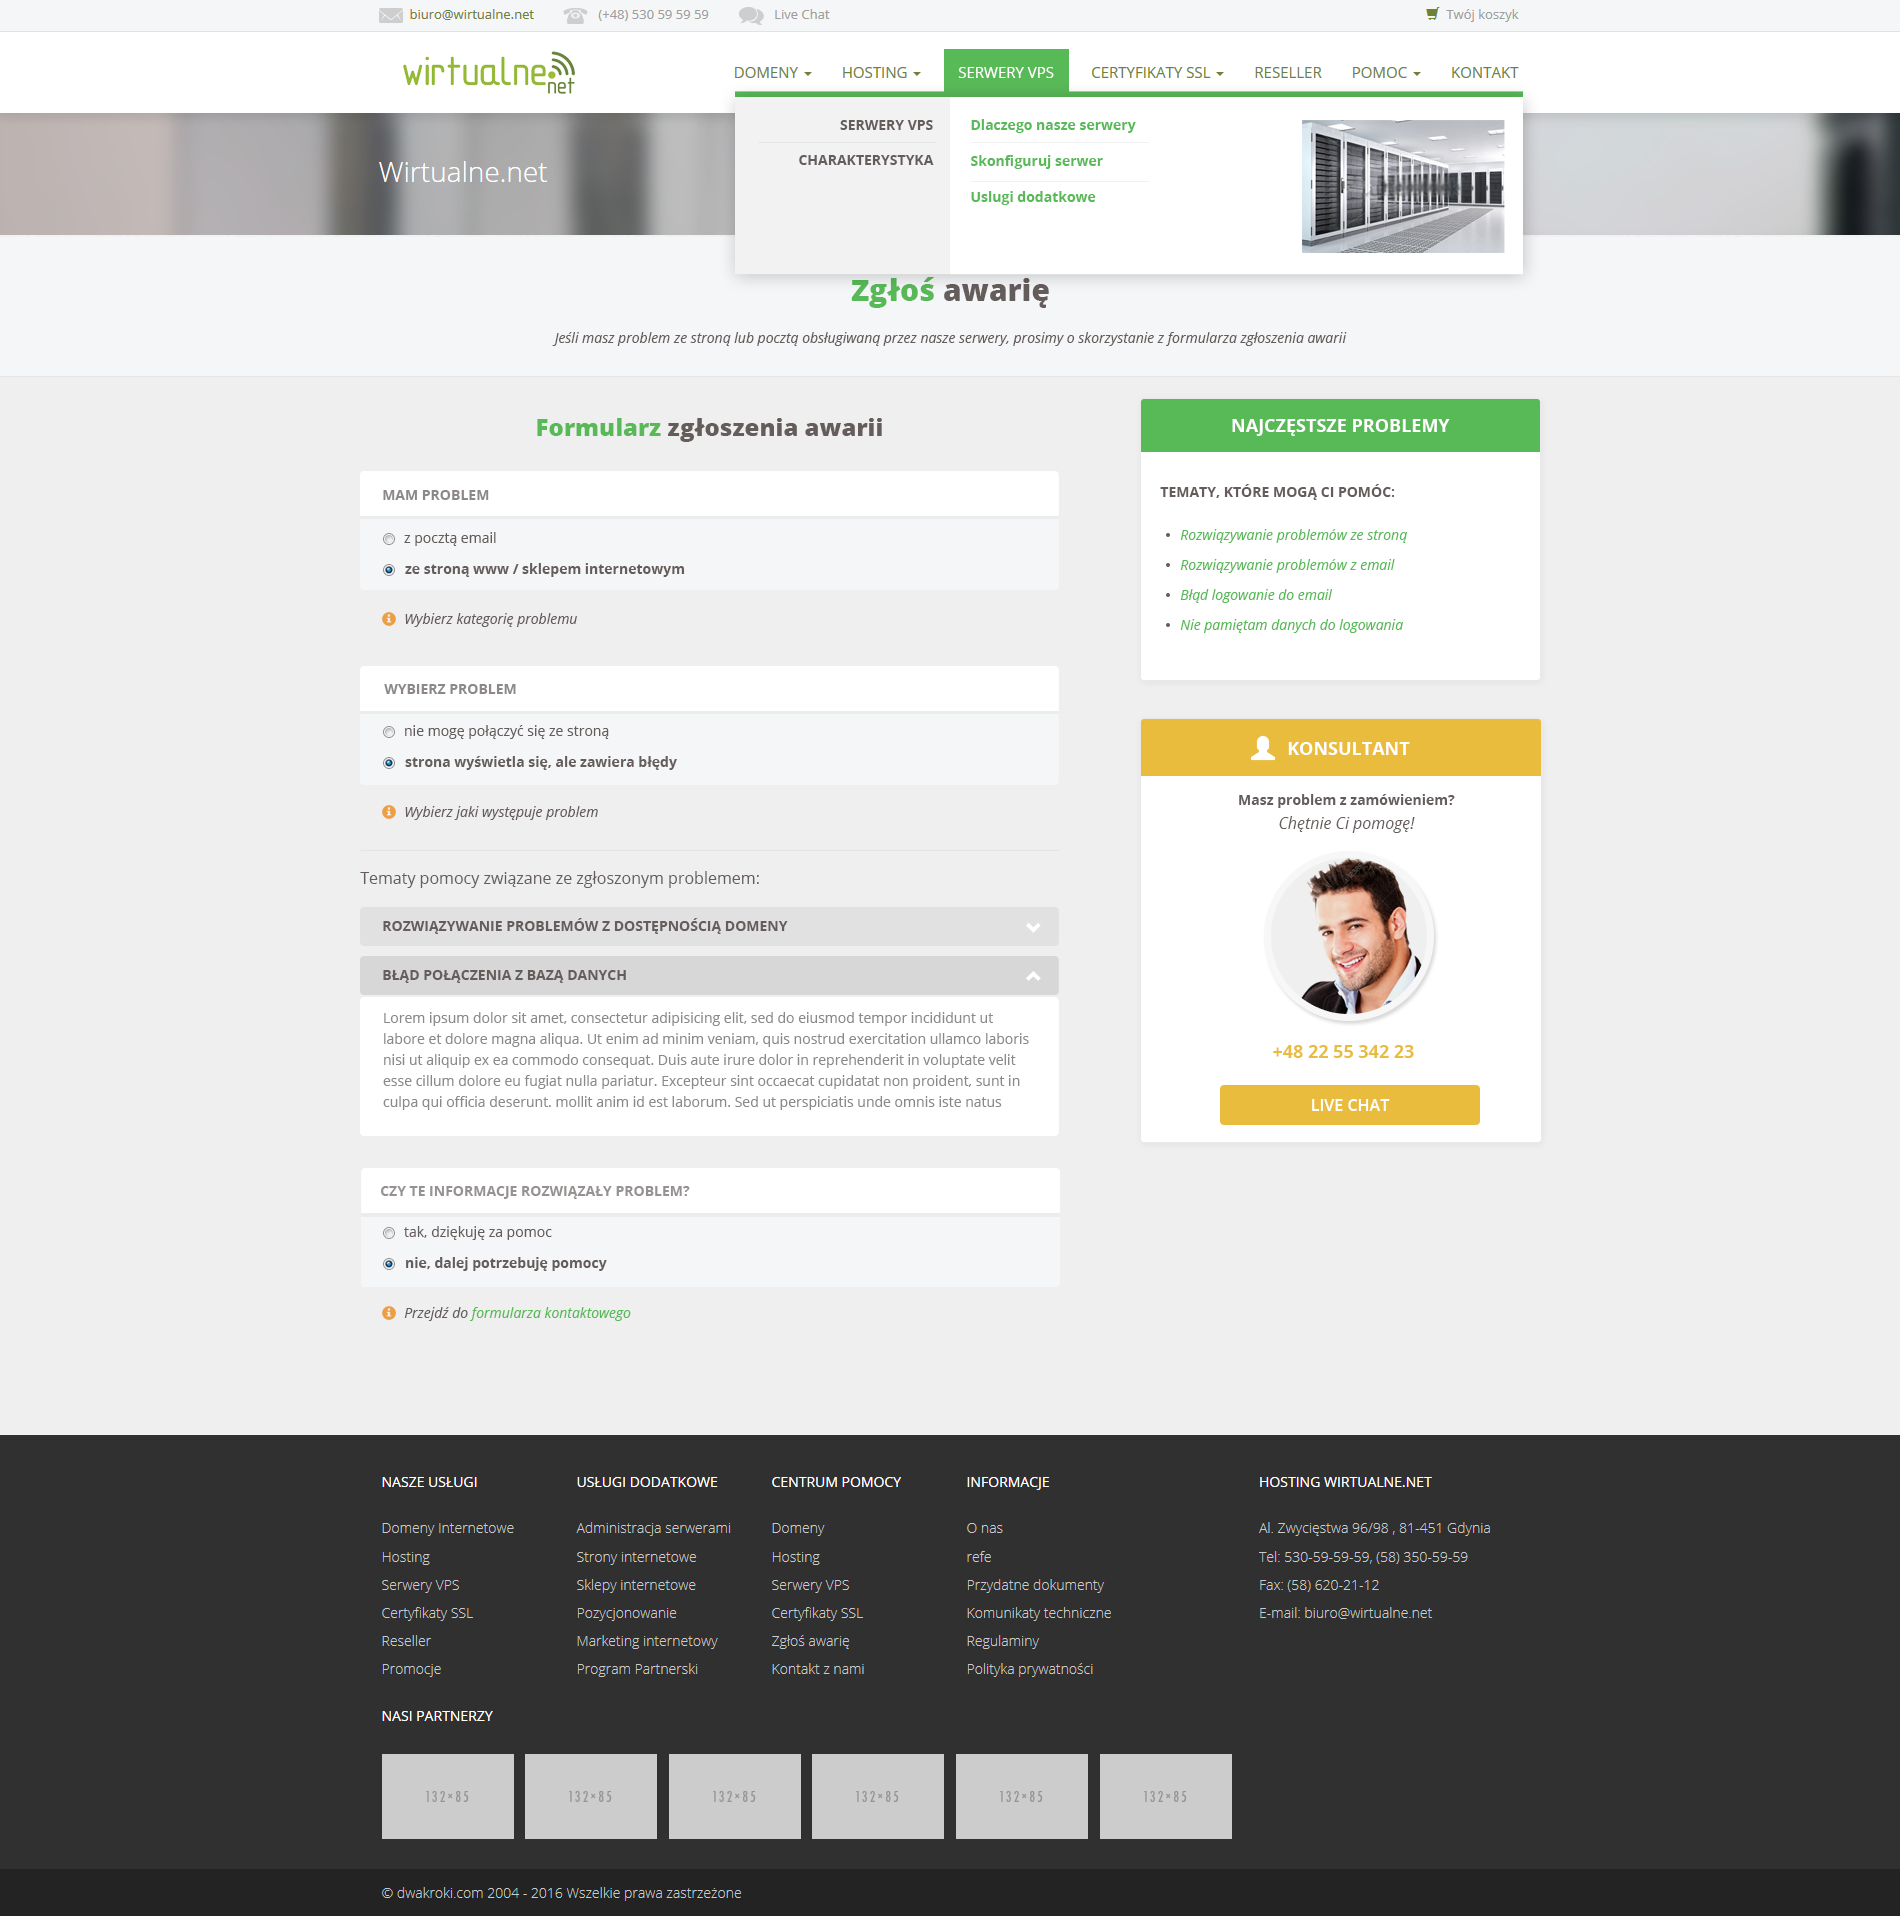 biuro@wirtualne.net
(+48) 530 59 59 59
Live Chat
Twój koszyk
wirtualne.net
DOMENY
HOSTING
SERWERY VPS
CERTYFIKATY SSL
RESELLER
POMOC
KONTAKT
SERWERY VPS
CHARAKTERYSTYKA
Dlaczego nasze serwery
Skonfiguruj serwer
Uslugi dodatkowe
Wirtualne.net
Zgłoś awarię
Jeśli masz problem ze stroną lub pocztą obsługiwaną przez nasze serwery, prosimy o skorzystanie z formularza zgłoszenia awarii
Formularz zgłoszenia awarii
MAM PROBLEM
z pocztą email
ze stroną www / sklepem internetowym
Wybierz kategorię problemu
WYBIERZ PROBLEM
nie mogę połączyć się ze stroną
strona wyświetla się, ale zawiera błędy
Wybierz jaki występuje problem
Tematy pomocy związane ze zgłoszonym problemem:
ROZWIĄZYWANIE PROBLEMÓW Z DOSTĘPNOŚCIĄ DOMENY
BŁĄD POŁĄCZENIA Z BAZĄ DANYCH
Lorem ipsum dolor sit amet, consectetur adipisicing elit, sed do eiusmod tempor incididunt ut
labore et dolore magna aliqua. Ut enim ad minim veniam, quis nostrud exercitation ullamco laboris
nisi ut aliquip ex ea commodo consequat. Duis aute irure dolor in reprehenderit in voluptate velit
esse cillum dolore eu fugiat nulla pariatur. Excepteur sint occaecat cupidatat non proident, sunt in
culpa qui officia deserunt. mollit anim id est laborum. Sed ut perspiciatis unde omnis iste natus
CZY TE INFORMACJE ROZWIĄZAŁY PROBLEM?
tak, dziękuję za pomoc
nie, dalej potrzebuję pomocy
Przejdź do formularza kontaktowego
NAJCZĘSTSZE PROBLEMY
TEMATY, KTÓRE MOGĄ CI POMÓC:
• Rozwiązywanie problemów ze stroną
• Rozwiązywanie problemów z email
• Błąd logowanie do email
• Nie pamiętam danych do logowania
KONSULTANT
Masz problem z zamówieniem?
Chętnie Ci pomogę!
+48 22 55 342 23
LIVE CHAT
NASZE USŁUGI
Domeny Internetowe
Hosting
Serwery VPS
Certyfikaty SSL
Reseller
Promocje
USŁUGI DODATKOWE
Administracja serwerami
Strony internetowe
Sklepy internetowe
Pozycjonowanie
Marketing internetowy
Program Partnerski
CENTRUM POMOCY
Domeny
Hosting
Serwery VPS
Certyfikaty SSL
Zgłoś awarię
Kontakt z nami
INFORMACJE
O nas
refe
Przydatne dokumenty
Komunikaty techniczne
Regulaminy
Polityka prywatności
HOSTING WIRTUALNE.NET
Al. Zwycięstwa 96/98 , 81-451 Gdynia
Tel: 530-59-59-59, (58) 350-59-59
Fax: (58) 620-21-12
E-mail: biuro@wirtualne.net
NASI PARTNERZY
132×85
132×85
132×85
132×85
132×85
132×85
© dwakroki.com 2004 - 2016 Wszelkie prawa zastrzeżone